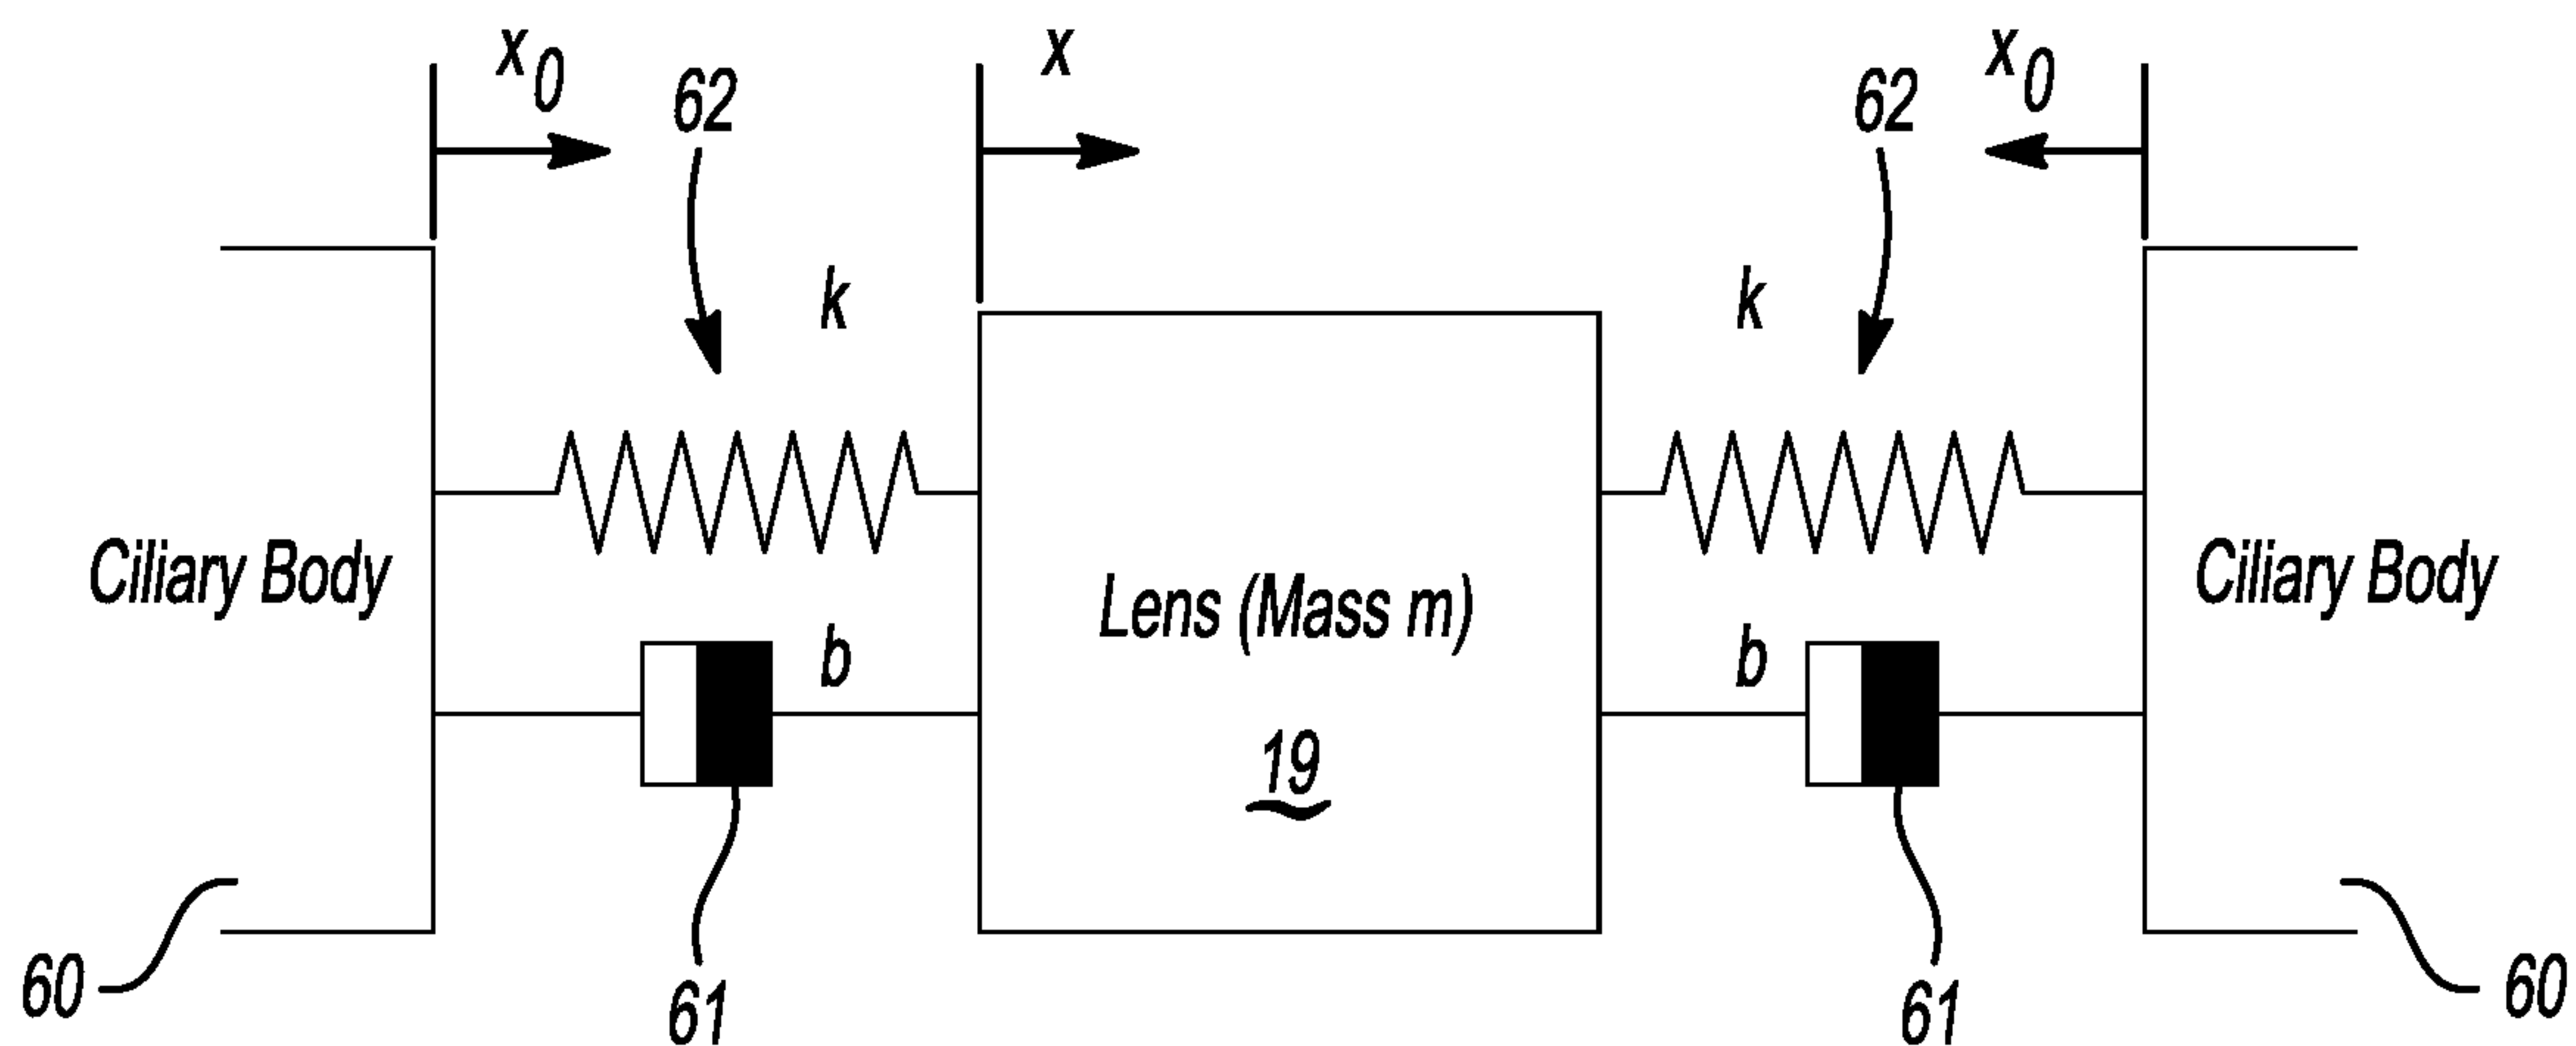 x0 x x0
62 62
k k
Ciliary Body Lens (Mass m) Ciliary Body
b b
19
60 61 61 60